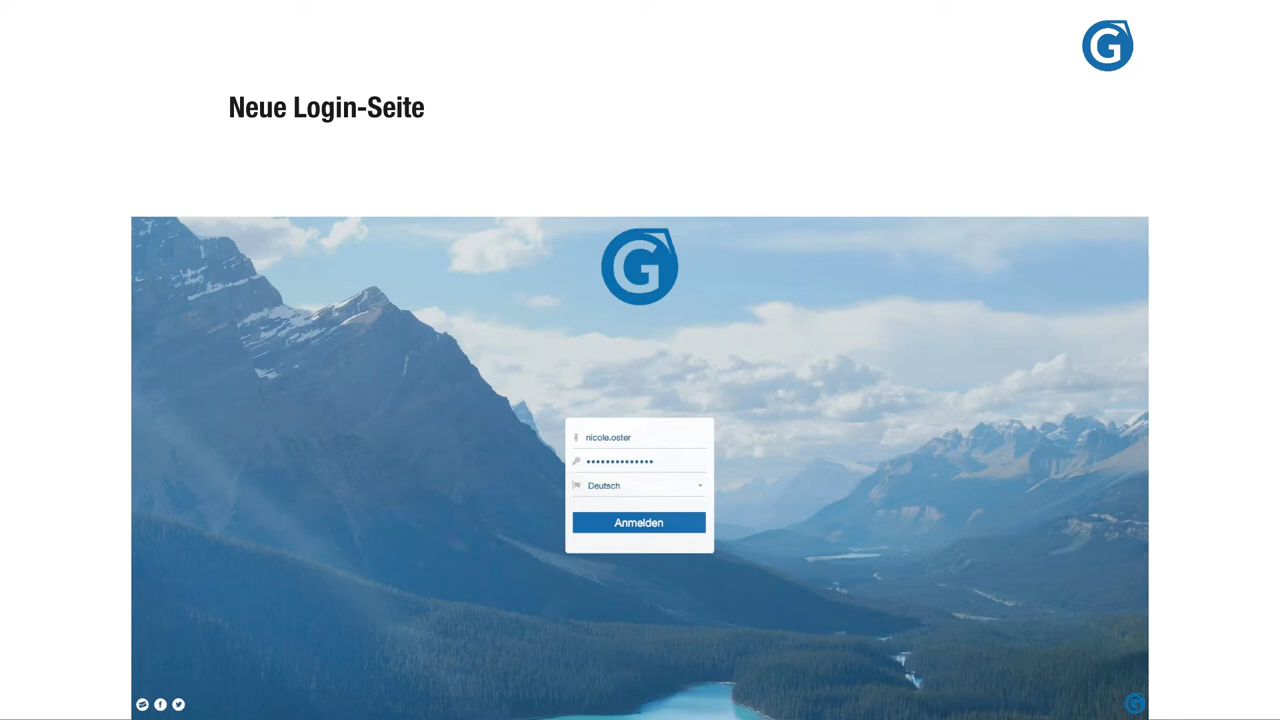 G
Neue Login-Seite
G
nicole.oster
••••••••••••••
Deutsch
Anmelden
G